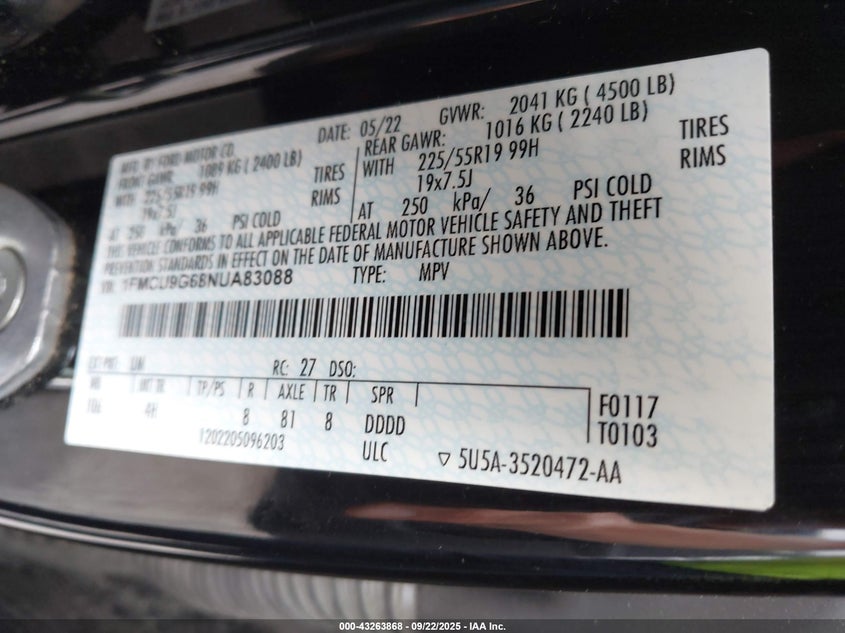 MFD. BY FORD MOTOR CO. DATE: 05/22 GVWR: 2041 KG ( 4500 LB)
FRONT GAWR: 1089 KG ( 2400 LB) REAR GAWR: 1016 KG ( 2240 LB)
WITH 225/55R19 99H TIRES WITH 225/55R19 99H TIRES
19x7.5J RIMS 19x7.5J RIMS
AT 250 kPa/ 36 PSI COLD AT 250 kPa/ 36 PSI COLD
THIS VEHICLE CONFORMS TO ALL APPLICABLE FEDERAL MOTOR VEHICLE SAFETY AND THEFT
PREVENTION STANDARDS IN EFFECT ON THE DATE OF MANUFACTURE SHOWN ABOVE.
VIN: 1FMCU9G68NUA83088 TYPE: MPV
EXT PNT: UM RC: 27 DSO:
WB INT TR TP/PS R AXLE TR SPR
106 4H 8 81 8 DDDD
F0117
T0103
1202205096203 ULC
5U5A-3520472-AA
000-43263868 - 09/22/2025 - IAA Inc.